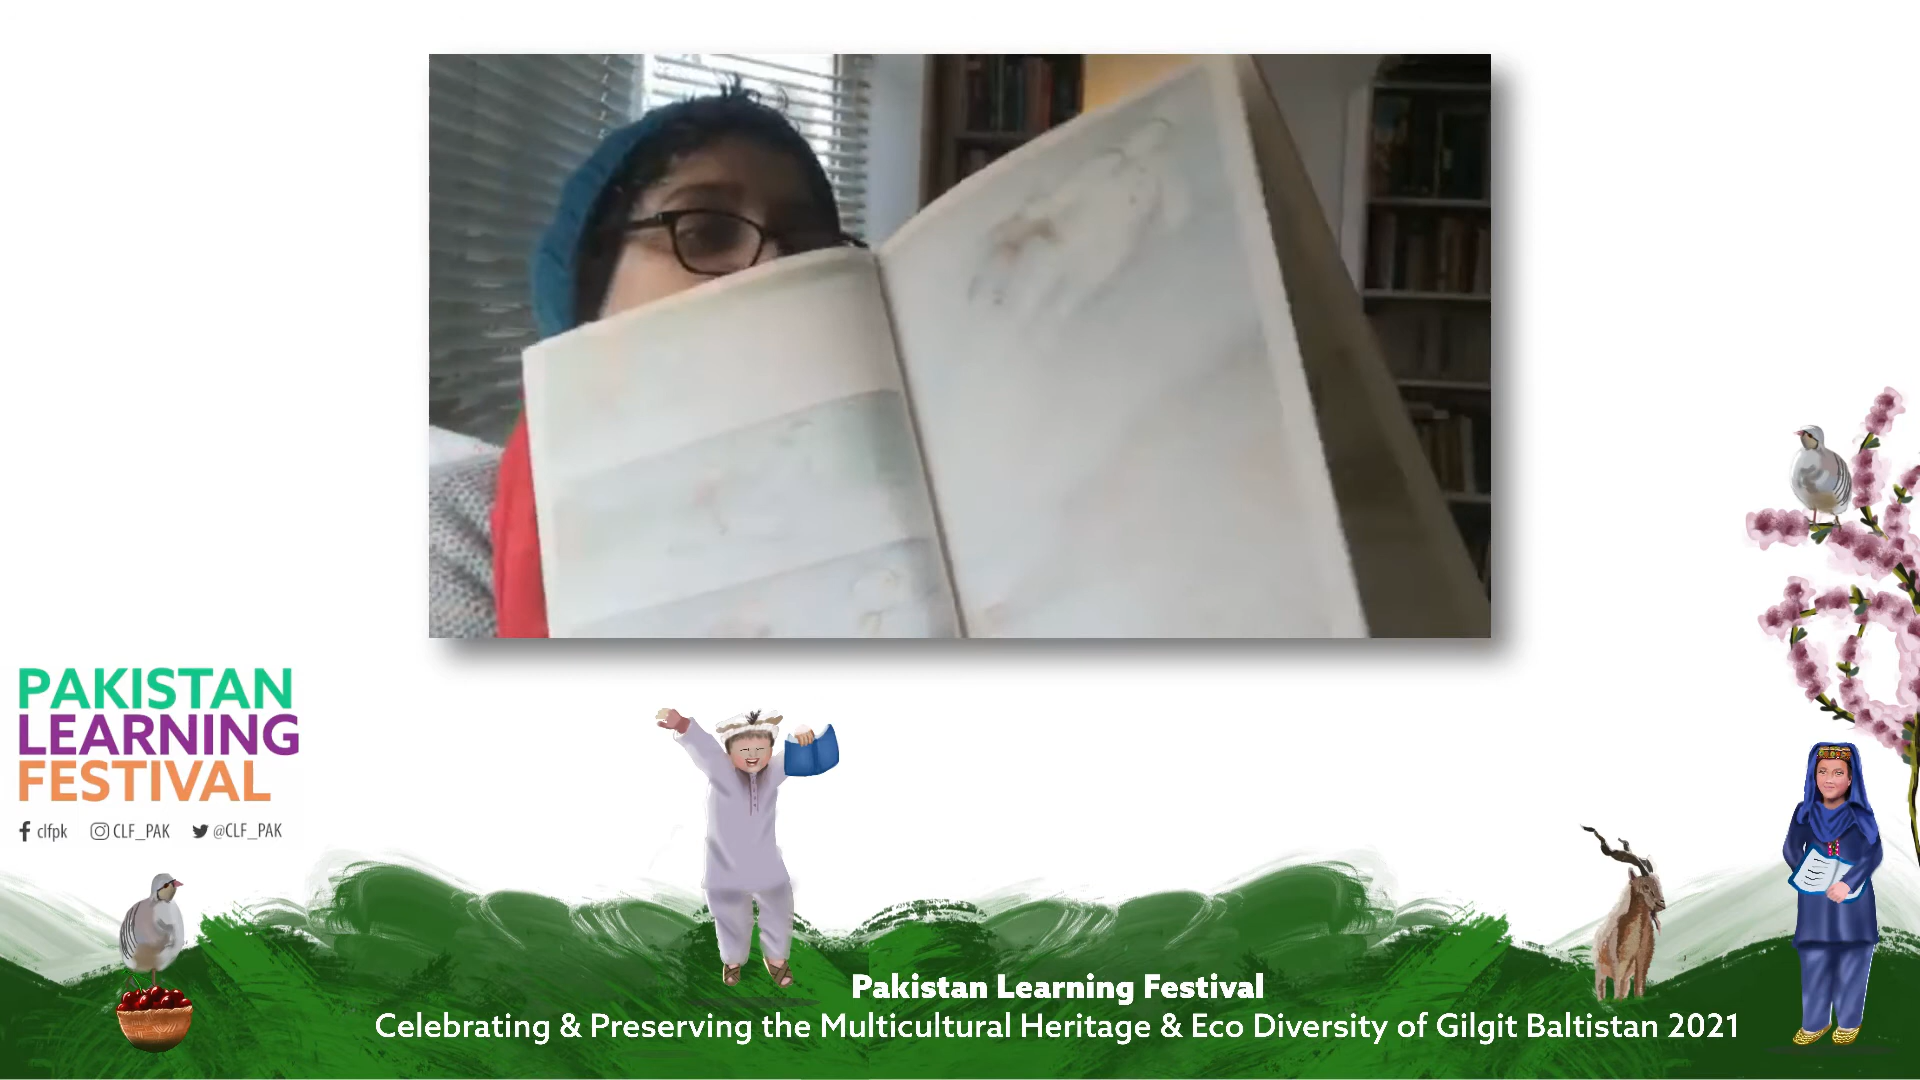 PAKISTAN
LEARNING
FESTIVAL
clfpk CLF_PAK @CLF_PAK
Pakistan Learning Festival
Celebrating & Preserving the Multicultural Heritage & Eco Diversity of Gilgit Baltistan 2021